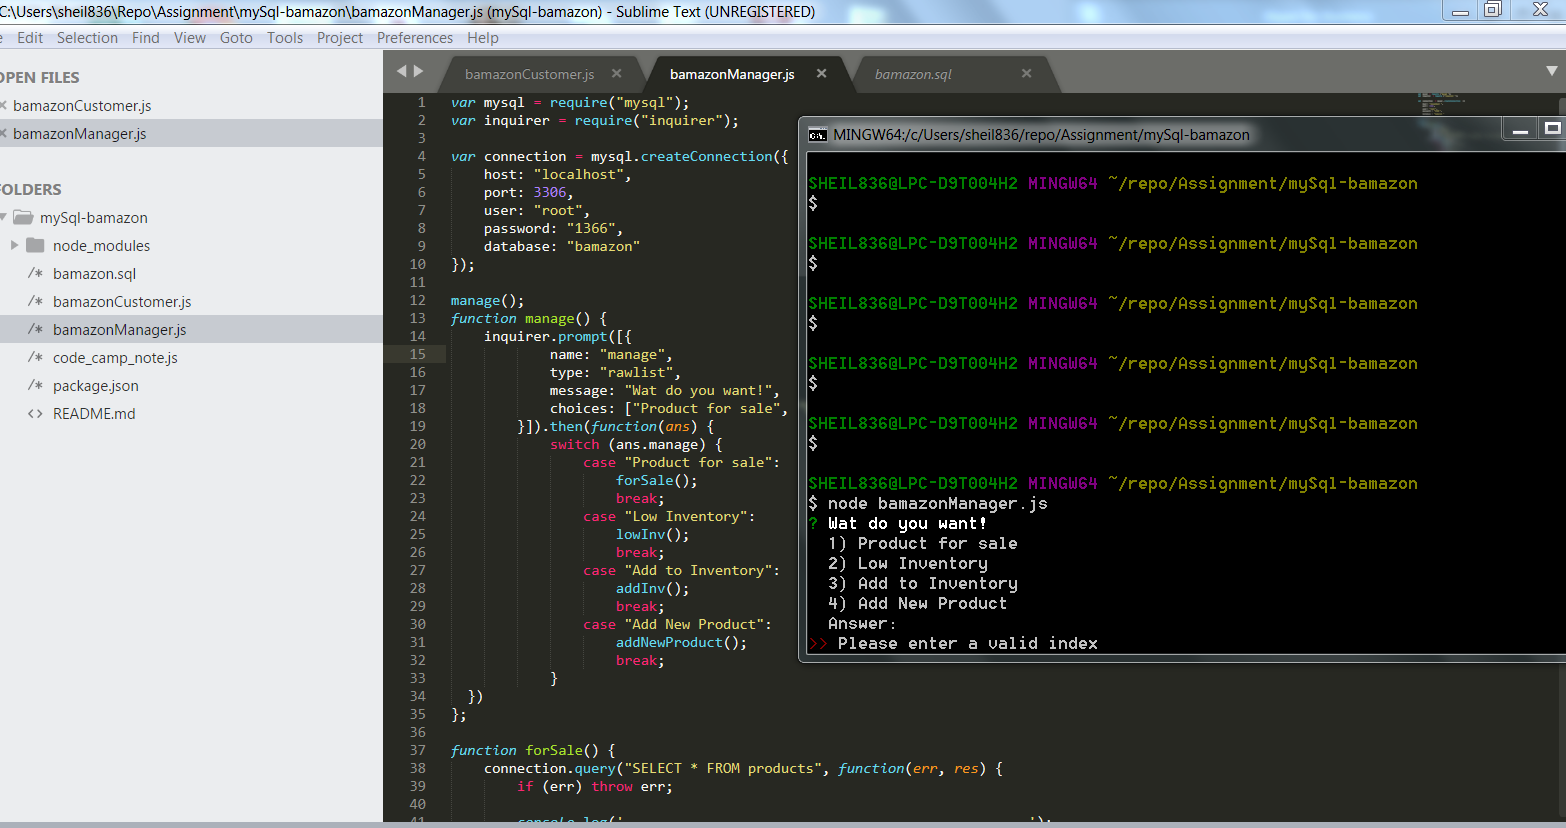 C:\Users\sheil836\Repo\Assignment\mySql-bamazon\bamazonManager.js (mySql-bamazon) - Sublime Text (UNREGISTERED)
Edit Selection Find View Goto Tools Project Preferences Help
OPEN FILES
bamazonCustomer.js
bamazonManager.js
FOLDERS
mySql-bamazon
node_modules
/* bamazon.sql
/* bamazonCustomer.js
/* bamazonManager.js
/* code_camp_note.js
/* package.json
<> README.md
bamazonCustomer.js × bamazonManager.js × bamazon.sql ×
1 var mysql = require("mysql");
2 var inquirer = require("inquirer");
3
4 var connection = mysql.createConnection({
5 host: "localhost",
6 port: 3306,
7 user: "root",
8 password: "1366",
9 database: "bamazon"
10 });
11
12 manage();
13 function manage() {
14 inquirer.prompt([{
15 name: "manage",
16 type: "rawlist",
17 message: "Wat do you want!",
18 choices: ["Product for sale",
19 }]).then(function(ans) {
20 switch (ans.manage) {
21 case "Product for sale":
22 forSale();
23 break;
24 case "Low Inventory":
25 lowInv();
26 break;
27 case "Add to Inventory":
28 addInv();
29 break;
30 case "Add New Product":
31 addNewProduct();
32 break;
33 }
34 })
35 };
36
37 function forSale() {
38 connection.query("SELECT * FROM products", function(err, res) {
39 if (err) throw err;
40
41 console.log('
MINGW64:/c/Users/sheil836/repo/Assignment/mySql-bamazon
SHEIL836@LPC-D9T004H2 MINGW64 ~/repo/Assignment/mySql-bamazon
$
SHEIL836@LPC-D9T004H2 MINGW64 ~/repo/Assignment/mySql-bamazon
$
SHEIL836@LPC-D9T004H2 MINGW64 ~/repo/Assignment/mySql-bamazon
$
SHEIL836@LPC-D9T004H2 MINGW64 ~/repo/Assignment/mySql-bamazon
$
SHEIL836@LPC-D9T004H2 MINGW64 ~/repo/Assignment/mySql-bamazon
$
SHEIL836@LPC-D9T004H2 MINGW64 ~/repo/Assignment/mySql-bamazon
$ node bamazonManager.js
? Wat do you want!
1) Product for sale
2) Low Inventory
3) Add to Inventory
4) Add New Product
Answer:
>> Please enter a valid index